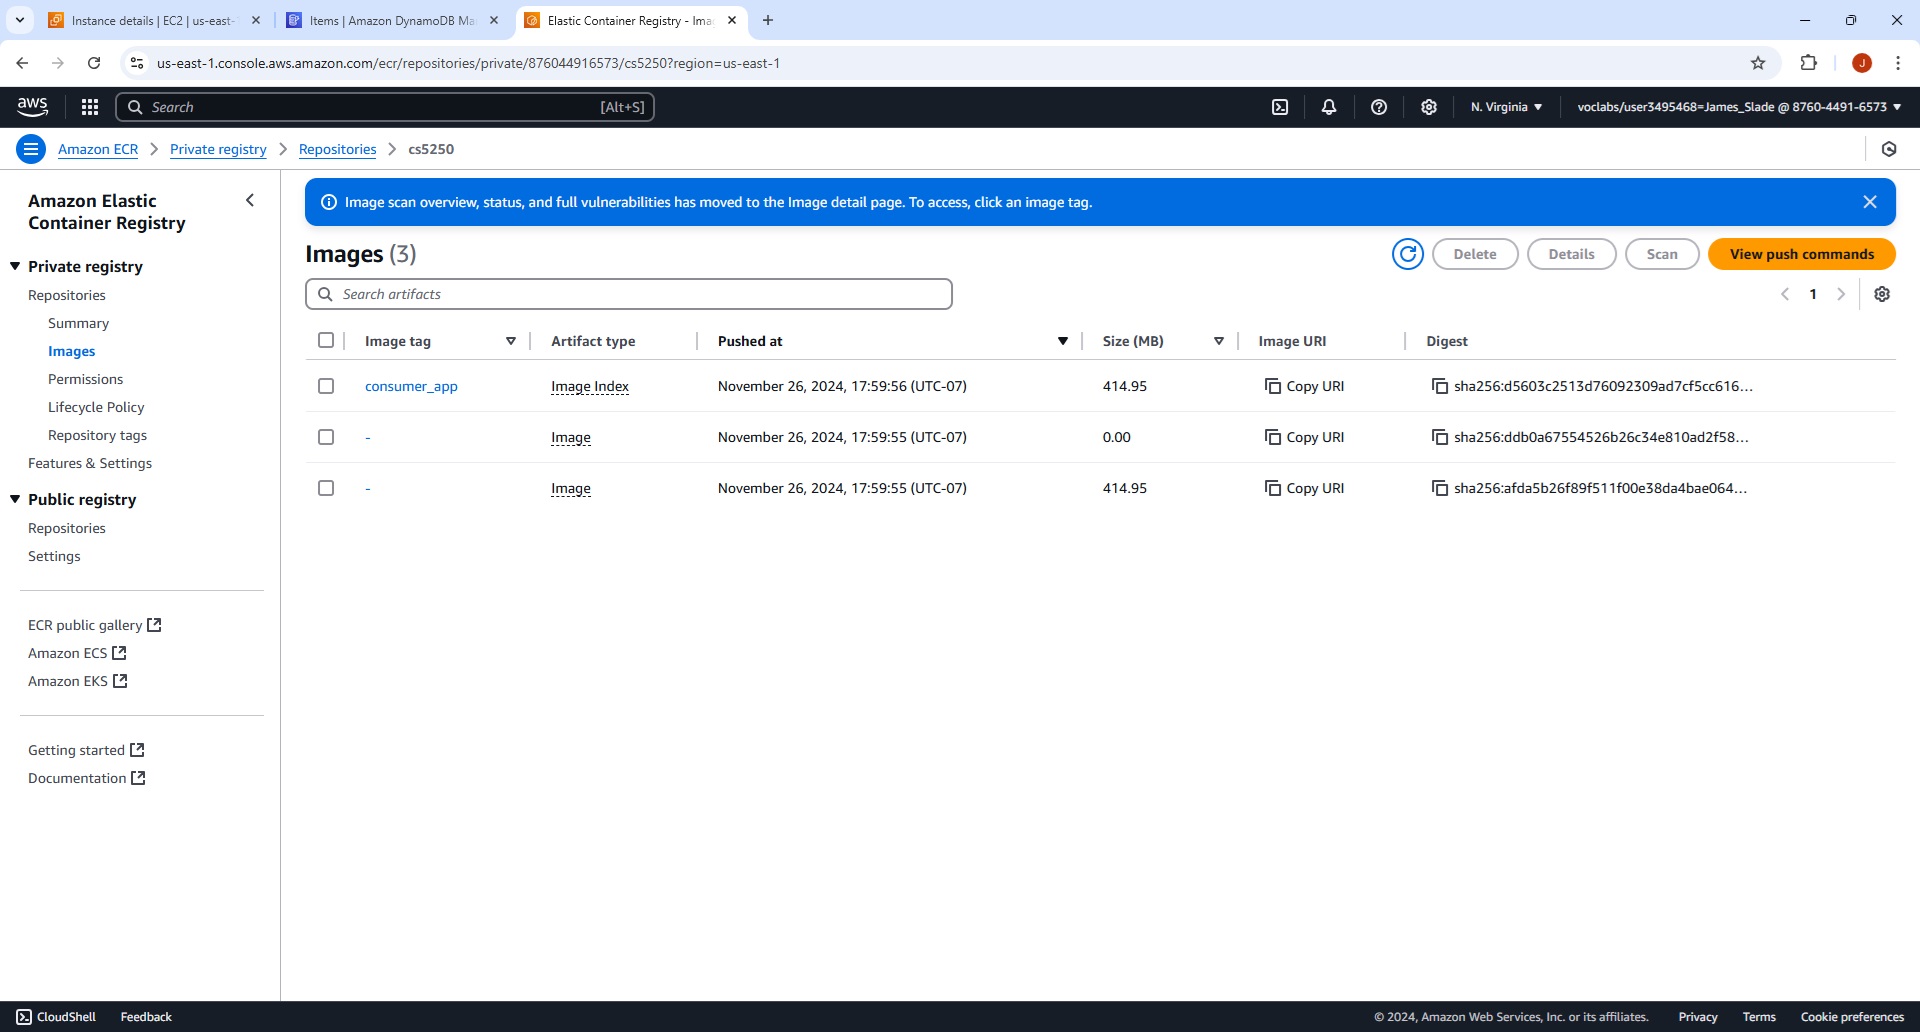 Instance details | EC2 | us-east-
Items | Amazon DynamoDB Ma
Elastic Container Registry - Ima
us-east-1.console.aws.amazon.com/ecr/repositories/private/876044916573/cs5250?region=us-east-1
J
aws
Search
[Alt+S]
N. Virginia
voclabs/user3495468=James_Slade @ 8760-4491-6573
Amazon ECR
Private registry
Repositories
cs5250
Amazon Elastic
Container Registry
Private registry
Repositories
Summary
Images
Permissions
Lifecycle Policy
Repository tags
Features & Settings
Public registry
Repositories
Settings
ECR public gallery
Amazon ECS
Amazon EKS
Getting started
Documentation
Image scan overview, status, and full vulnerabilities has moved to the Image detail page. To access, click an image tag.
Images (3)
Delete
Details
Scan
View push commands
Search artifacts
1
Image tag
Artifact type
Pushed at
Size (MB)
Image URI
Digest
consumer_app
Image Index
November 26, 2024, 17:59:56 (UTC-07)
414.95
Copy URI
sha256:d5603c2513d76092309ad7cf5cc616...
-
Image
November 26, 2024, 17:59:55 (UTC-07)
0.00
Copy URI
sha256:ddb0a67554526b26c34e810ad2f58...
-
Image
November 26, 2024, 17:59:55 (UTC-07)
414.95
Copy URI
sha256:afda5b26f89f511f00e38da4bae064...
CloudShell
Feedback
© 2024, Amazon Web Services, Inc. or its affiliates.
Privacy
Terms
Cookie preferences